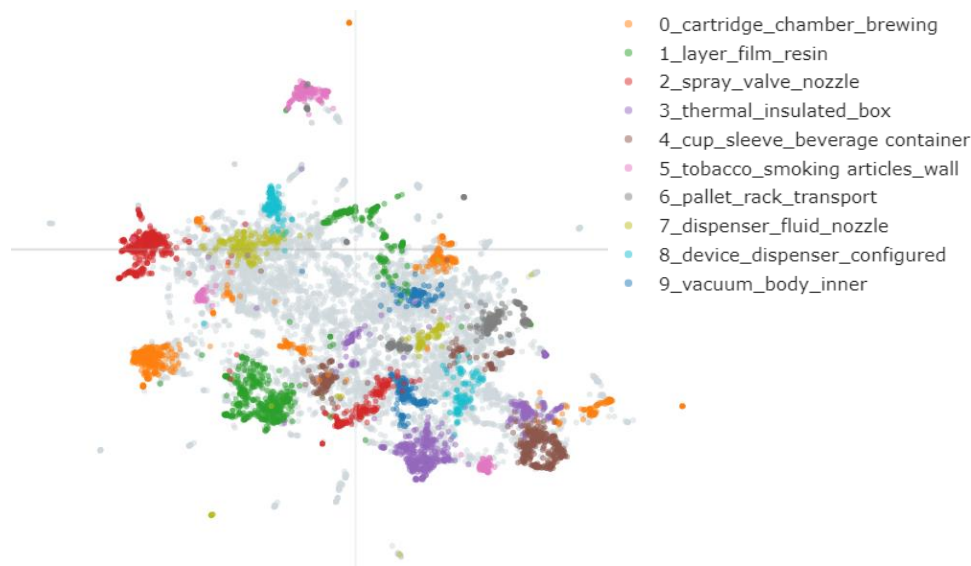 0_cartridge_chamber_brewing
1_layer_film_resin
2_spray_valve_nozzle
3_thermal_insulated_box
4_cup_sleeve_beverage container
5_tobacco_smoking articles_wall
6_pallet_rack_transport
7_dispenser_fluid_nozzle
8_device_dispenser_configured
9_vacuum_body_inner